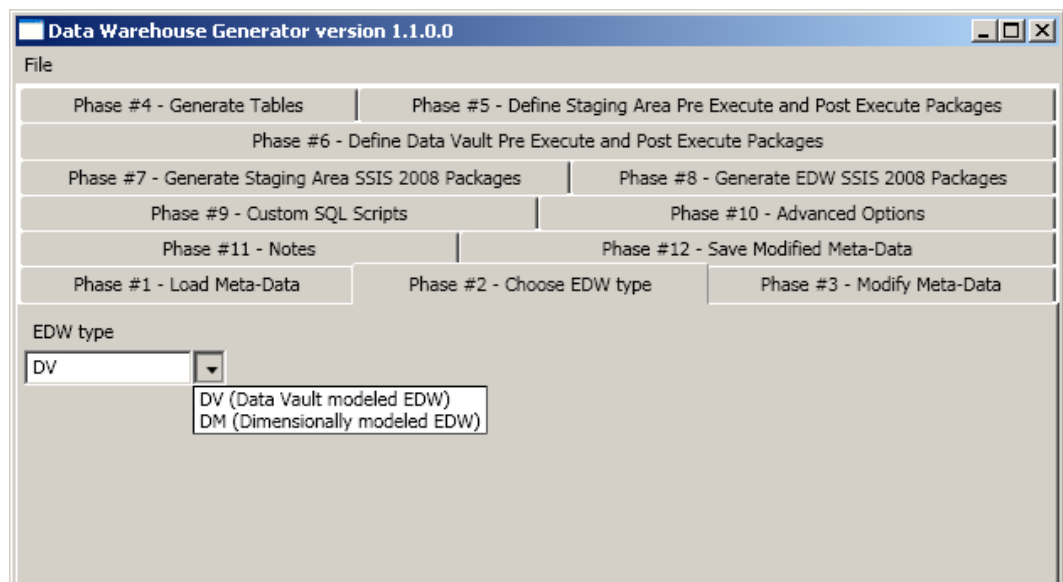 Data Warehouse Generator version 1.1.0.0
File
Phase #4 - Generate Tables
Phase #5 - Define Staging Area Pre Execute and Post Execute Packages
Phase #6 - Define Data Vault Pre Execute and Post Execute Packages
Phase #7 - Generate Staging Area SSIS 2008 Packages
Phase #8 - Generate EDW SSIS 2008 Packages
Phase #9 - Custom SQL Scripts
Phase #10 - Advanced Options
Phase #11 - Notes
Phase #12 - Save Modified Meta-Data
Phase #1 - Load Meta-Data
Phase #2 - Choose EDW type
Phase #3 - Modify Meta-Data
EDW type
DV
DV (Data Vault modeled EDW)
DM (Dimensionally modeled EDW)